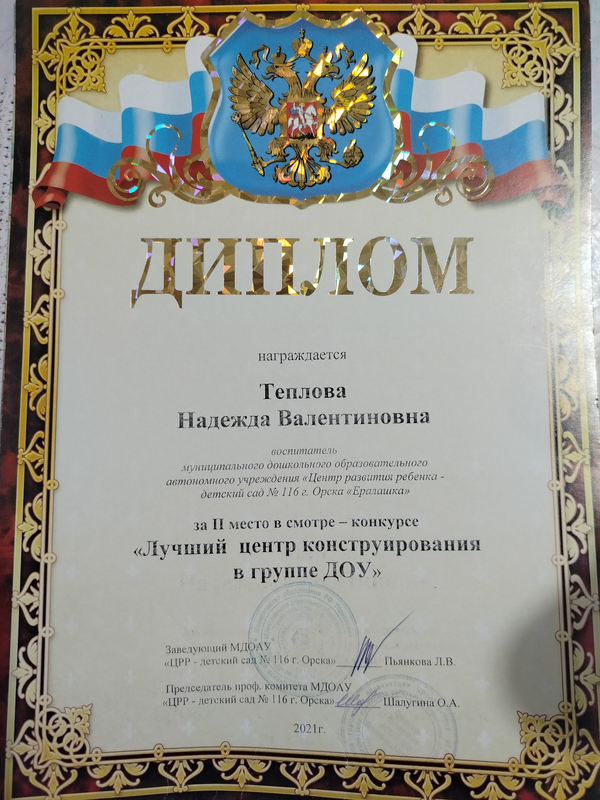 ДИПЛОМ
награждается
Теплова
Надежда Валентиновна
воспитатель
муниципального дошкольного образовательного
автономного учреждения «Центр развития ребенка -
детский сад № 116 г. Орска «Ералашка»
за II место в смотре – конкурсе
«Лучший центр конструирования
в группе ДОУ»
Заведующий МДОАУ
«ЦРР - детский сад № 116 г. Орска» Пьянкова Л.В.
Председатель проф. комитета МДОАУ
«ЦРР - детский сад № 116 г. Орска» Шалугина О.А.
2021г.